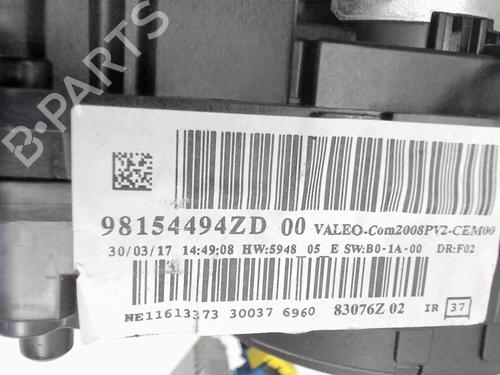 B-PARTS
98154494ZD 00 VALEO-Com2008PV2-CEM00
30/03/17 14:49:08 HW:5948 05 E SW:B0-1A-00 DR:F02
NE11613373 30037 6960 83076Z 02 IR 37